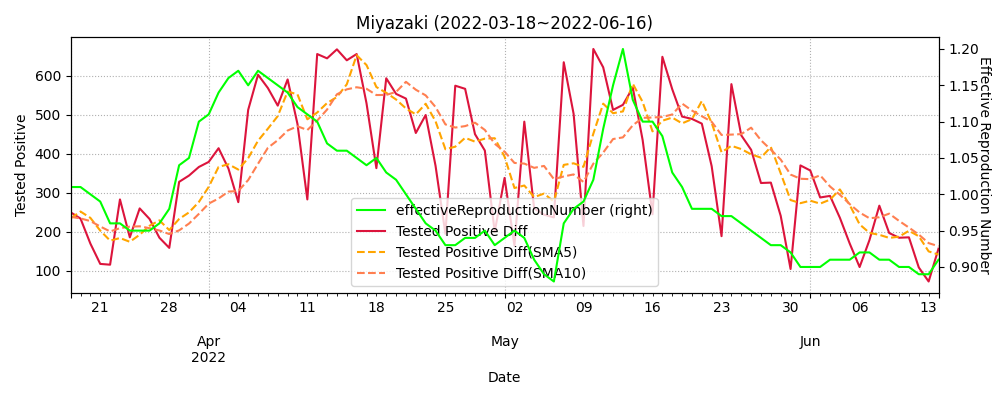 Miyazaki (2022-03-18~2022-06-16)
Tested Positive
600
500
400
300
200
100
1.20
1.15
1.10
1.05
1.00
0.95
0.90
Effective Reproduction Number
effectiveReproductionNumber (right)
Tested Positive Diff
Tested Positive Diff(SMA5)
Tested Positive Diff(SMA10)
21 28 04 11 18 25 02 09 16 23 30 06 13
Apr May Jun
2022
Date